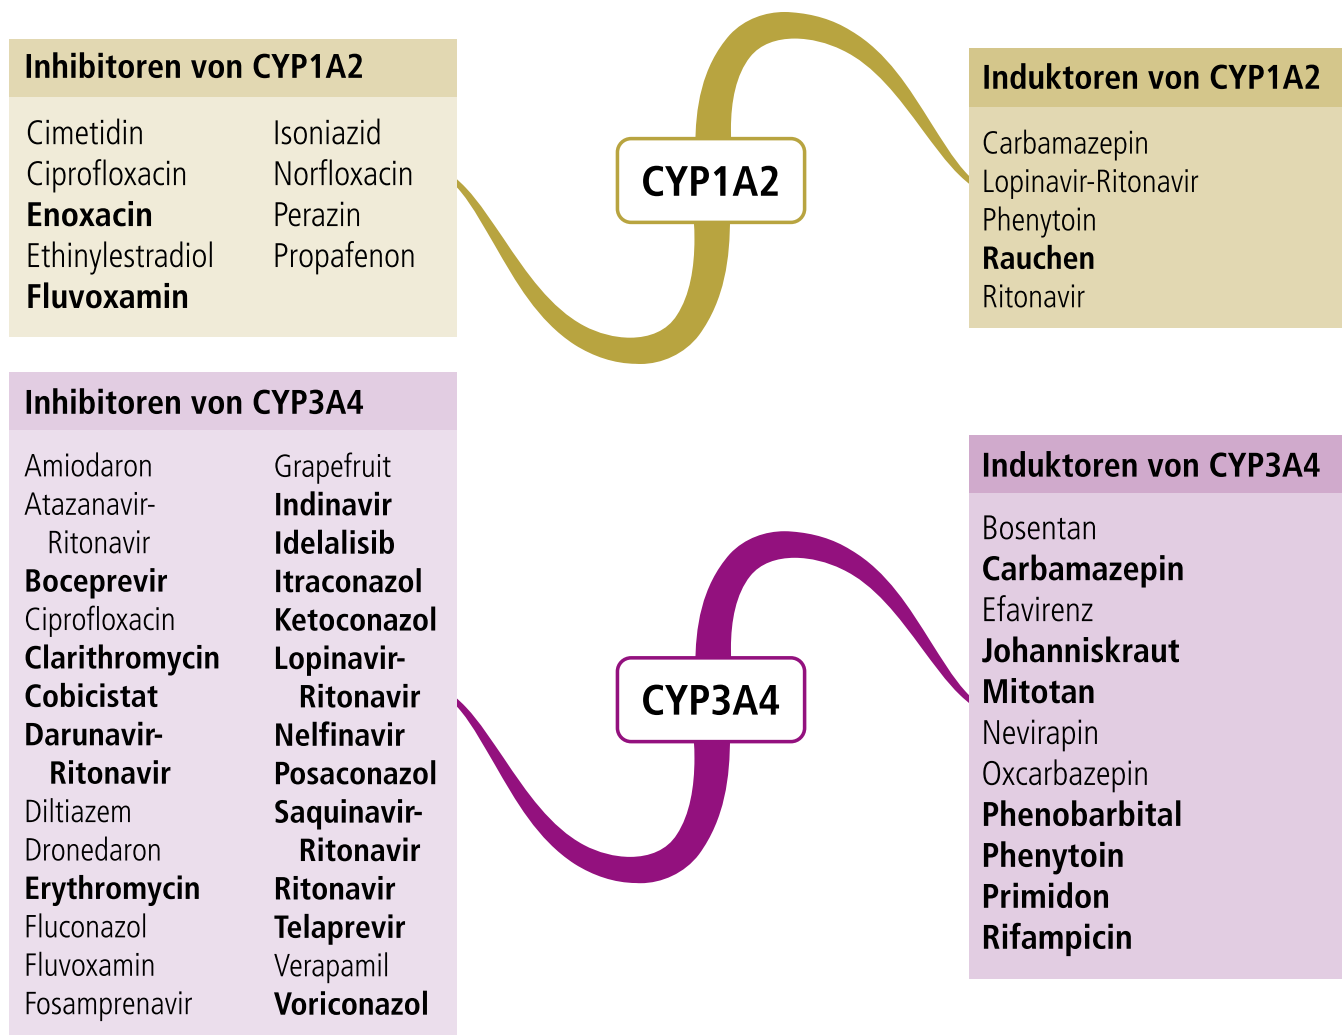 Inhibitoren von CYP1A2
Cimetidin
Ciprofloxacin
Enoxacin
Ethinylestradiol
Fluvoxamin
Isoniazid
Norfloxacin
Perazin
Propafenon
CYP1A2
Induktoren von CYP1A2
Carbamazepin
Lopinavir-Ritonavir
Phenytoin
Rauchen
Ritonavir
Inhibitoren von CYP3A4
Amiodaron
Atazanavir-
Ritonavir
Boceprevir
Ciprofloxacin
Clarithromycin
Cobicistat
Darunavir-
Ritonavir
Diltiazem
Dronedaron
Erythromycin
Fluconazol
Fluvoxamin
Fosamprenavir
Grapefruit
Indinavir
Idelalisib
Itraconazol
Ketoconazol
Lopinavir-
Ritonavir
Nelfinavir
Posaconazol
Saquinavir-
Ritonavir
Ritonavir
Telaprevir
Verapamil
Voriconazol
CYP3A4
Induktoren von CYP3A4
Bosentan
Carbamazepin
Efavirenz
Johanniskraut
Mitotan
Nevirapin
Oxcarbazepin
Phenobarbital
Phenytoin
Primidon
Rifampicin